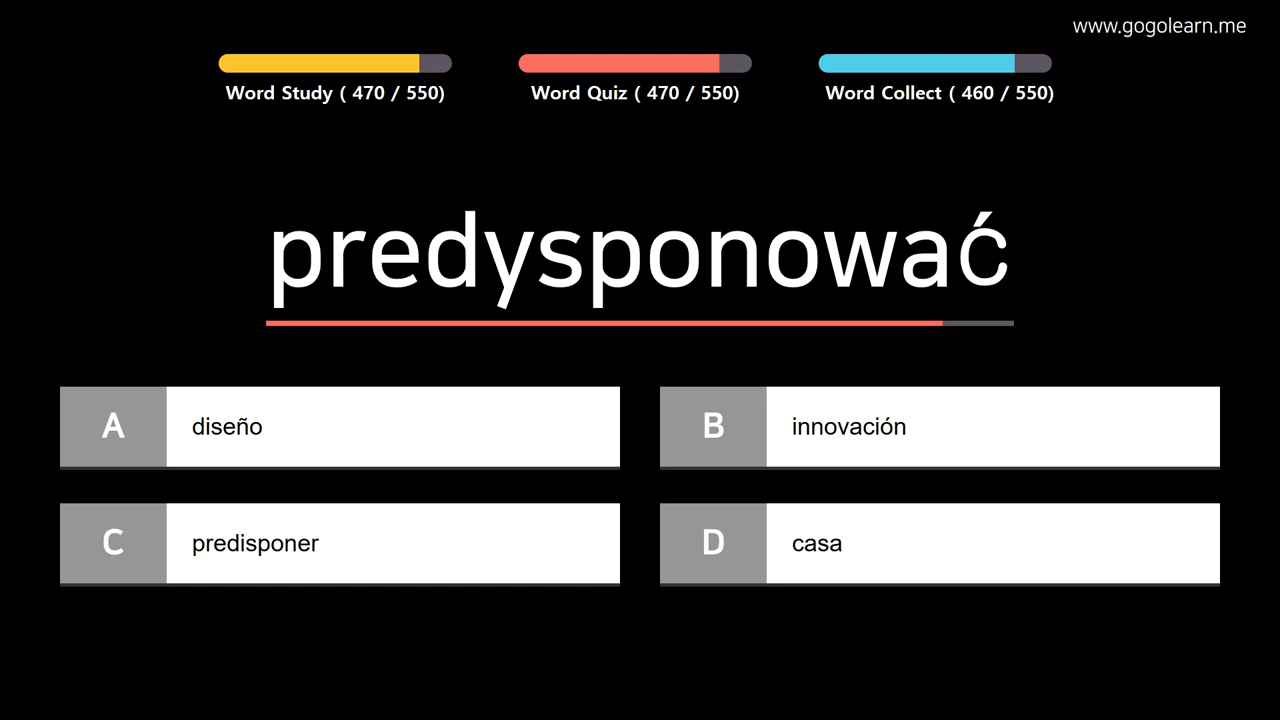 www.gogolearn.me
Word Study ( 470 / 550)
Word Quiz ( 470 / 550)
Word Collect ( 460 / 550)
predysponować
A diseño
B innovación
C predisponer
D casa